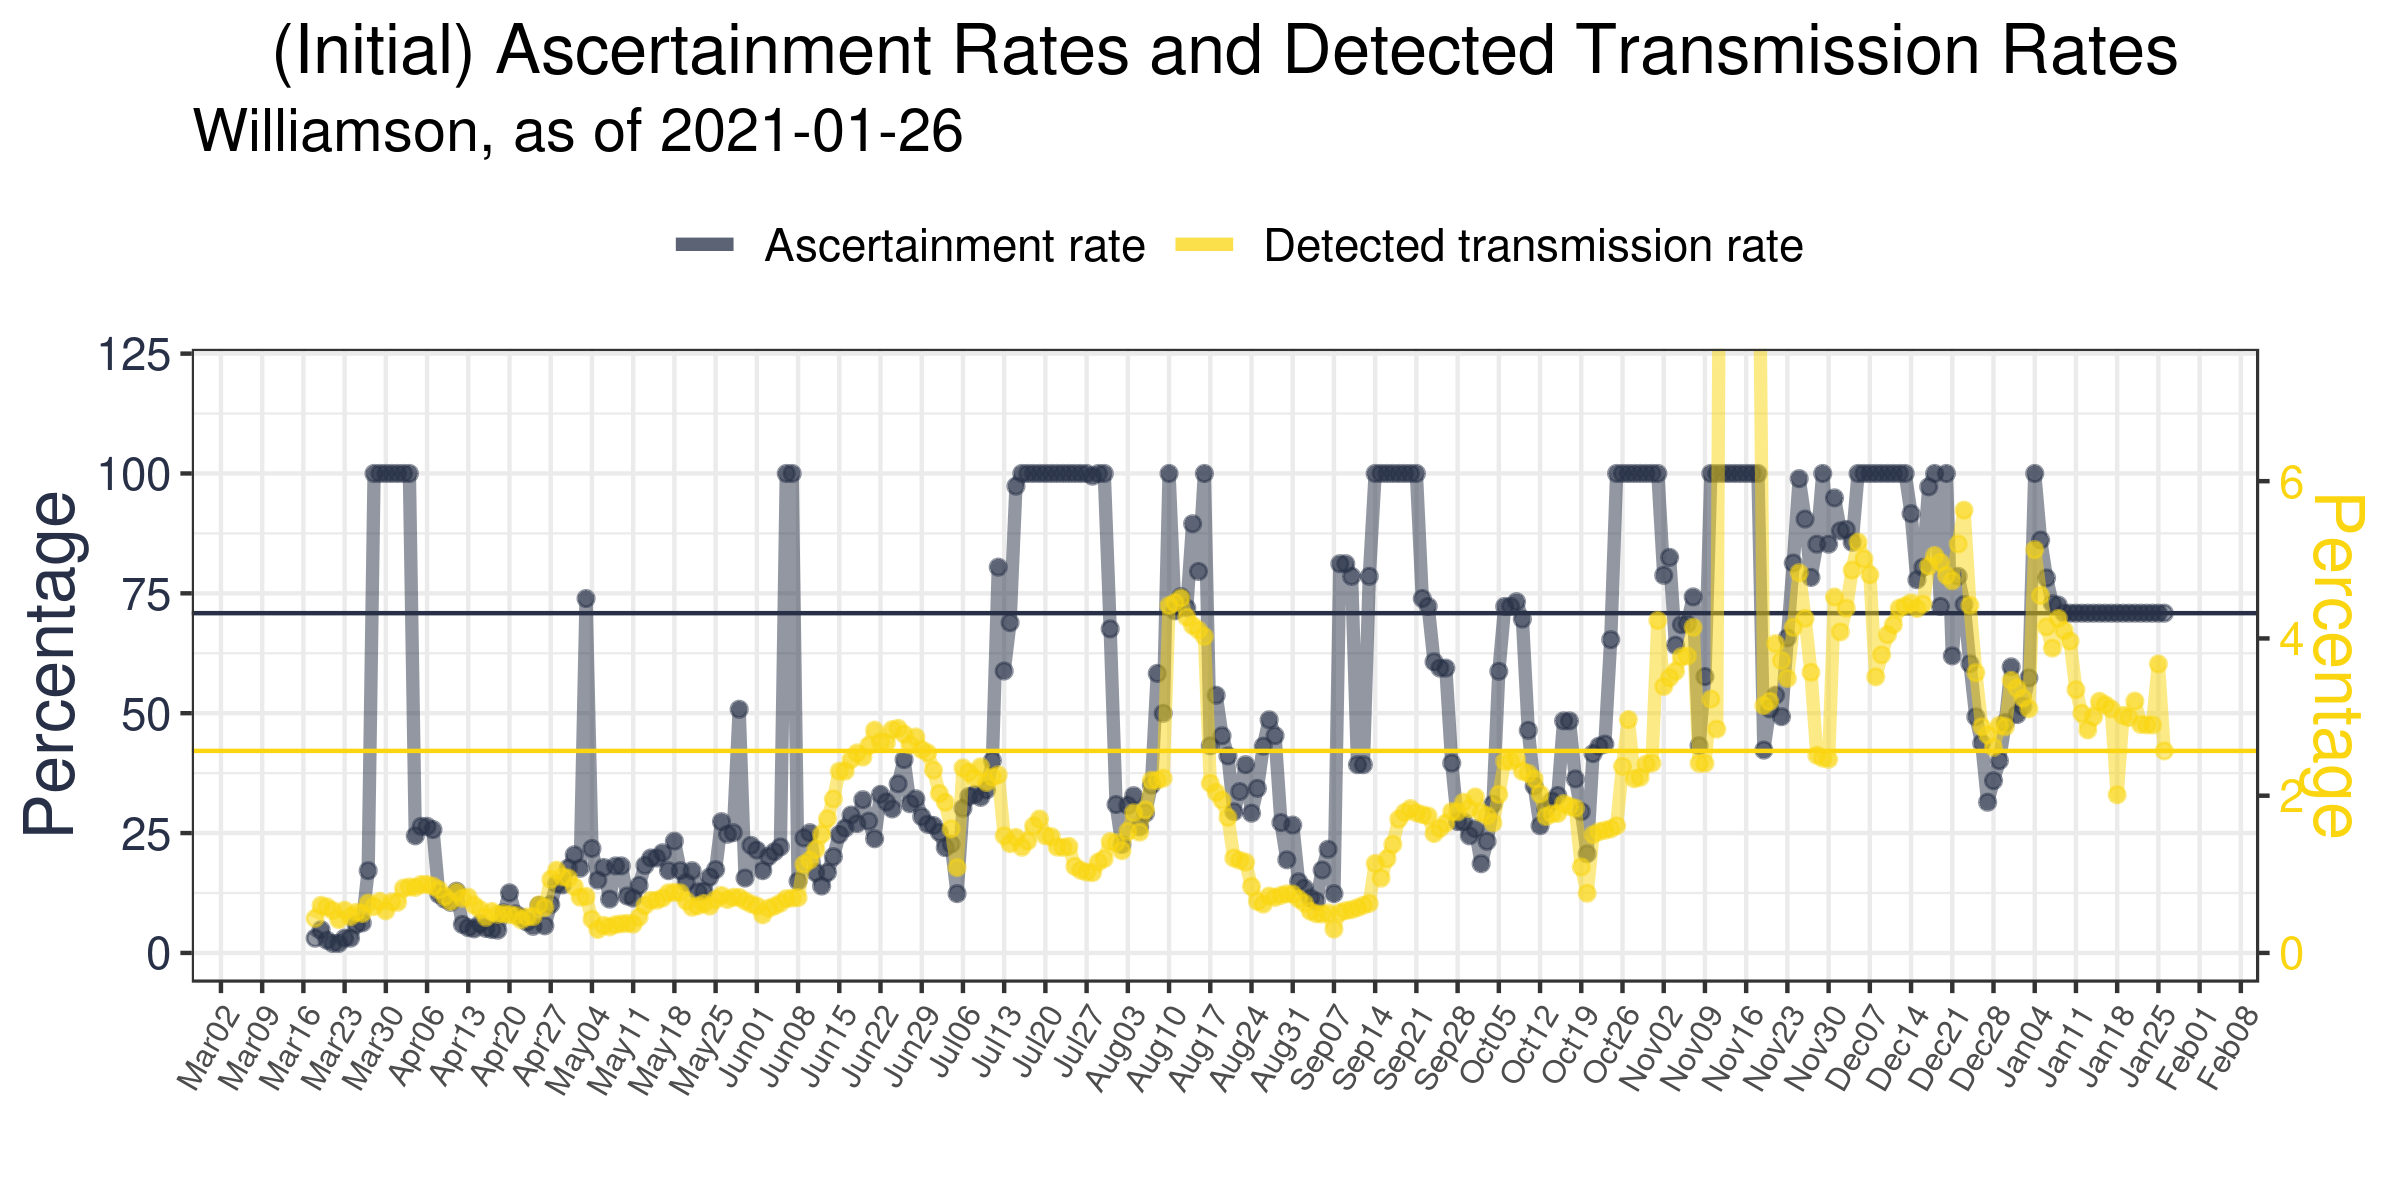 (Initial) Ascertainment Rates and Detected Transmission Rates
Williamson, as of 2021-01-26
Ascertainment rate
Detected transmission rate
Percentage
125
100
75
50
25
0
6
4
2
0
Percentage
Mar02
Mar09
Mar16
Mar23
Mar30
Apr06
Apr13
Apr20
Apr27
May04
May11
May18
May25
Jun01
Jun08
Jun15
Jun22
Jun29
Jul06
Jul13
Jul20
Jul27
Aug03
Aug10
Aug17
Aug24
Aug31
Sep07
Sep14
Sep21
Sep28
Oct05
Oct12
Oct19
Oct26
Nov02
Nov09
Nov16
Nov23
Nov30
Dec07
Dec14
Dec21
Dec28
Jan04
Jan11
Jan18
Jan25
Feb01
Feb08